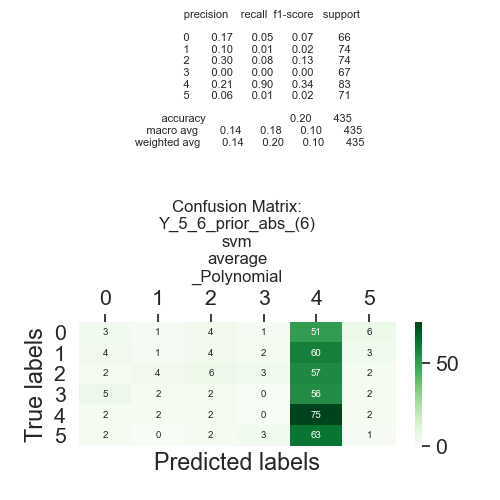 precision recall f1-score support
0 0.17 0.05 0.07 66
1 0.10 0.01 0.02 74
2 0.30 0.08 0.13 74
3 0.00 0.00 0.00 67
4 0.21 0.90 0.34 83
5 0.06 0.01 0.02 71
accuracy 0.20 435
macro avg 0.14 0.18 0.10 435
weighted avg 0.14 0.20 0.10 435
Confusion Matrix:
Y_5_6_prior_abs_(6)
svm
average
_Polynomial
0 1 2 3 4 5
0 3 1 4 1 51 6
1 4 1 4 2 60 3
2 2 4 6 3 57 2
3 5 2 2 0 56 2
4 2 2 2 0 75 2
5 2 0 2 3 63 1
True labels
Predicted labels
50
0